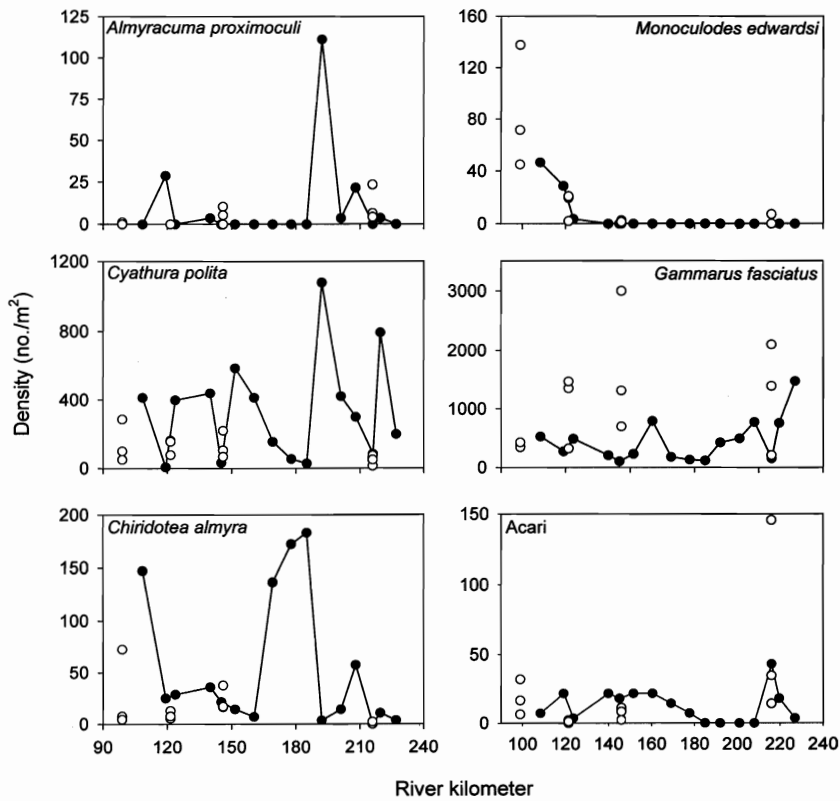 Almyracuma proximoculi
125
100
75
50
25
0
Monoculodes edwardsi
160
120
80
40
0
Cyathura polita
1200
800
400
0
Gammarus fasciatus
3000
2000
1000
0
Density (no./m²)
Chiridotea almyra
200
150
100
50
0
90 120 150 180 210 240
Acari
150
100
50
0
100 120 140 160 180 200 220 240
River kilometer